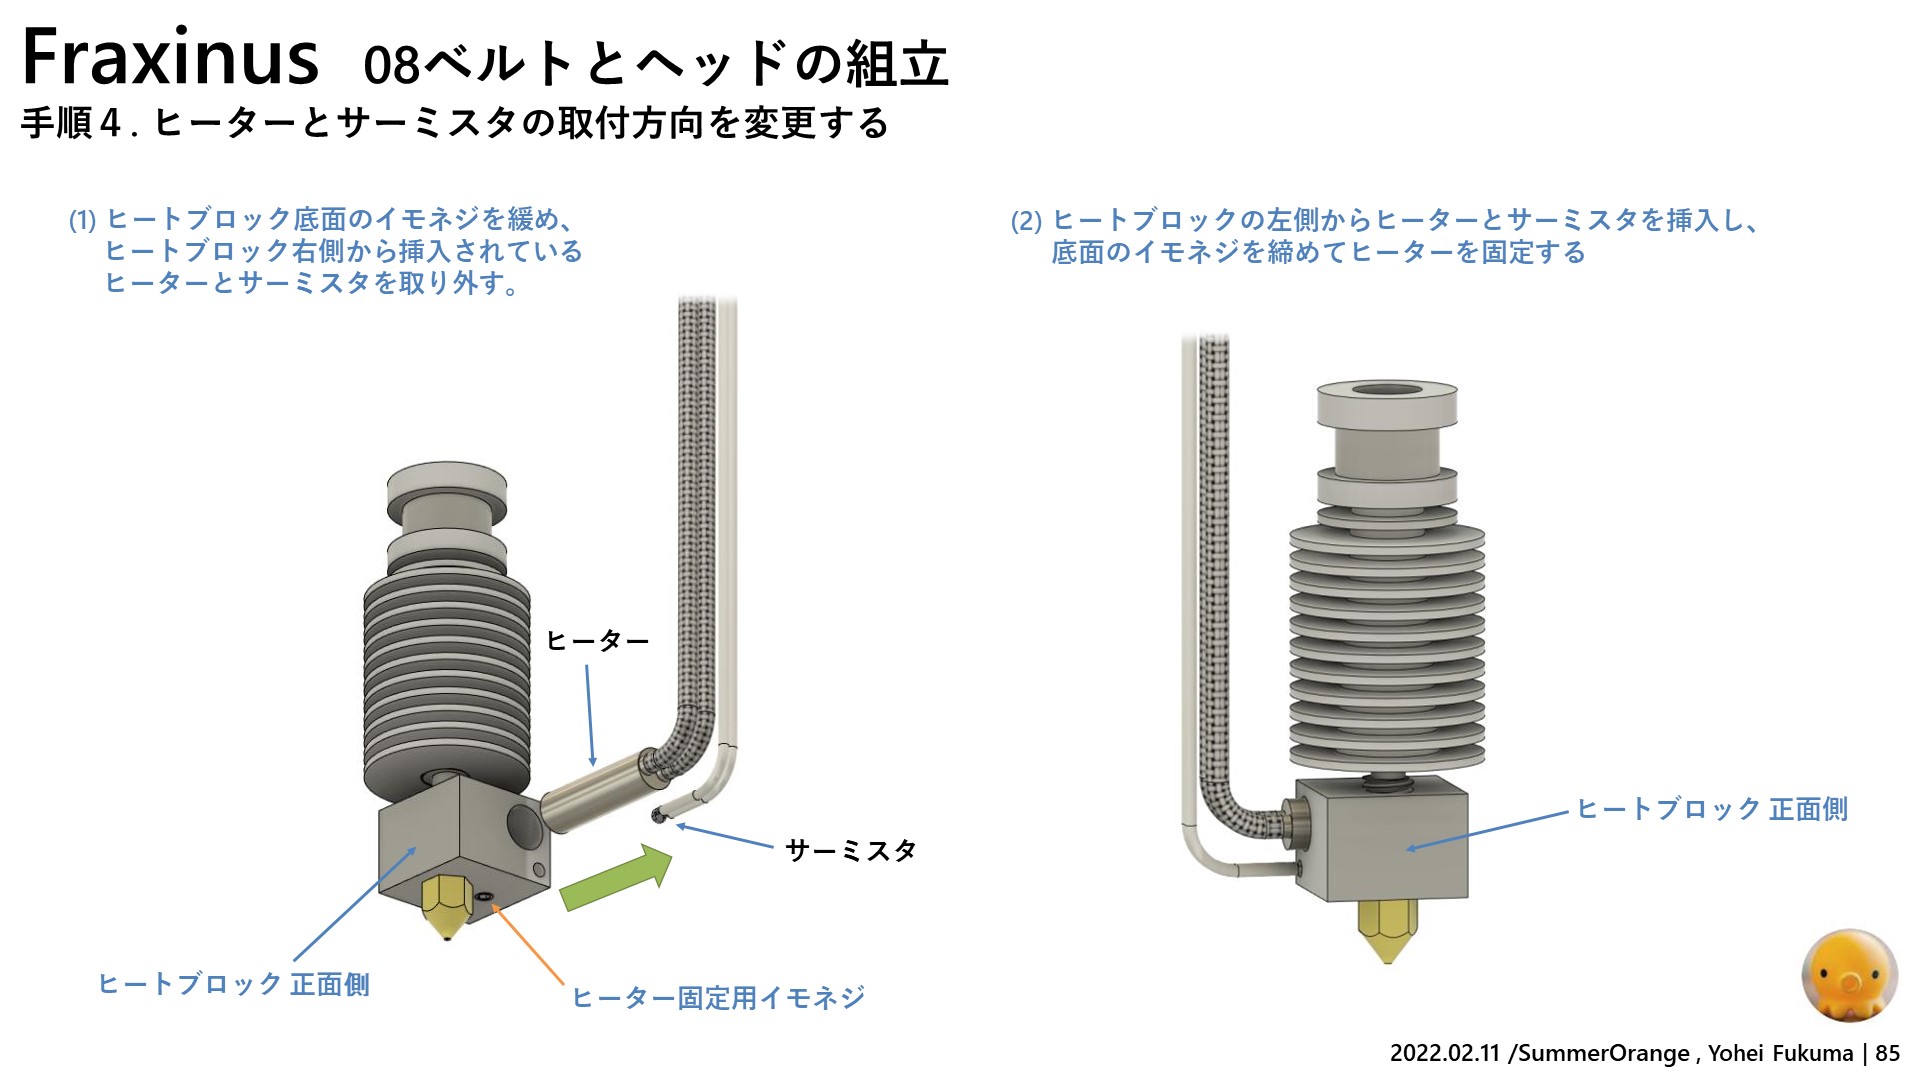 Fraxinus 08ベルトとヘッドの組立
手順４. ヒーターとサーミスタの取付方向を変更する
(1) ヒートブロック底面のイモネジを緩め、
ヒートブロック右側から挿入されている
ヒーターとサーミスタを取り外す。
(2) ヒートブロックの左側からヒーターとサーミスタを挿入し、
底面のイモネジを締めてヒーターを固定する
ヒーター
サーミスタ
ヒートブロック 正面側
ヒーター固定用イモネジ
ヒートブロック 正面側
2022.02.11 /SummerOrange , Yohei Fukuma | 85